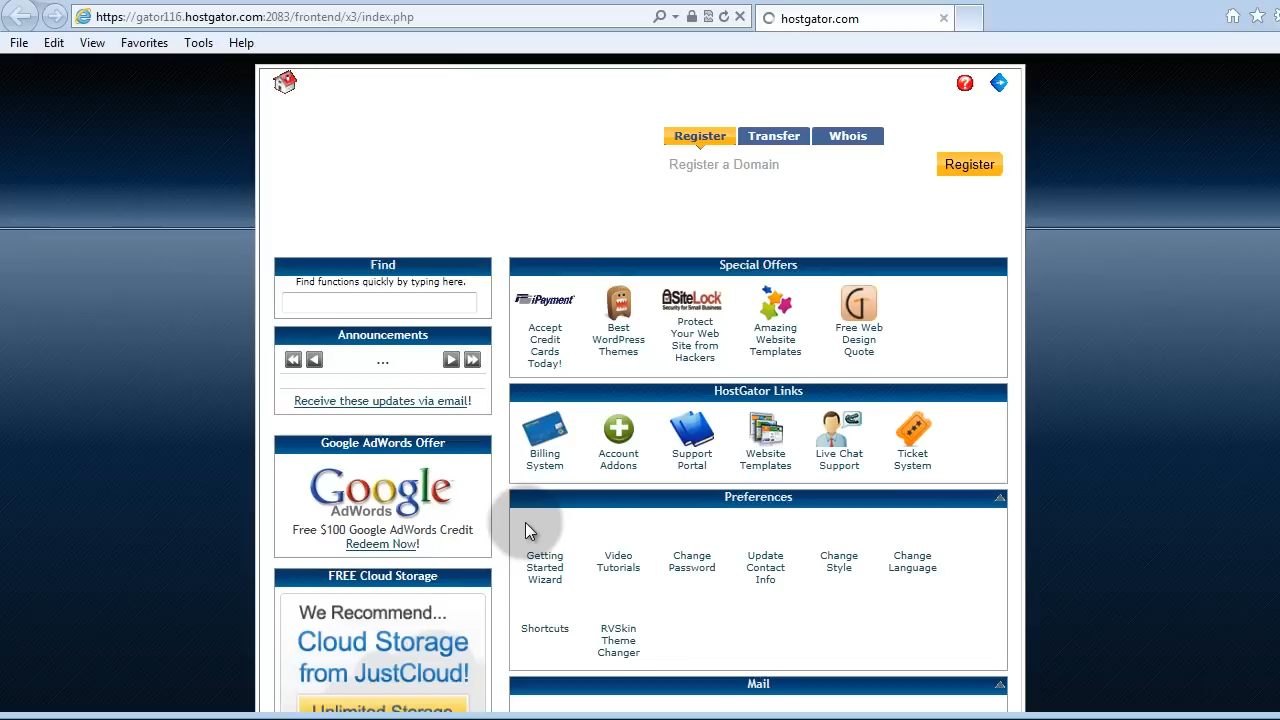 https://gator116.hostgator.com:2083/frontend/x3/index.php
hostgator.com
File Edit View Favorites Tools Help
Register Transfer Whois
Register a Domain
Register
Find
Find functions quickly by typing here.
Announcements
...
Receive these updates via email!
Google AdWords Offer
Google
AdWords
Free $100 Google AdWords Credit
Redeem Now!
FREE Cloud Storage
We Recommend...
Cloud Storage
from JustCloud!
Unlimited Storage
Special Offers
iPayment
Accept
Credit
Cards
Today!
Best
WordPress
Themes
SiteLock
Security for Small Business
Protect
Your Web
Site from
Hackers
Amazing
Website
Templates
Free Web
Design
Quote
HostGator Links
Billing
System
Account
Addons
Support
Portal
Website
Templates
Live Chat
Support
Ticket
System
Preferences
Getting
Started
Wizard
Video
Tutorials
Change
Password
Update
Contact
Info
Change
Style
Change
Language
Shortcuts
RVSkin
Theme
Changer
Mail